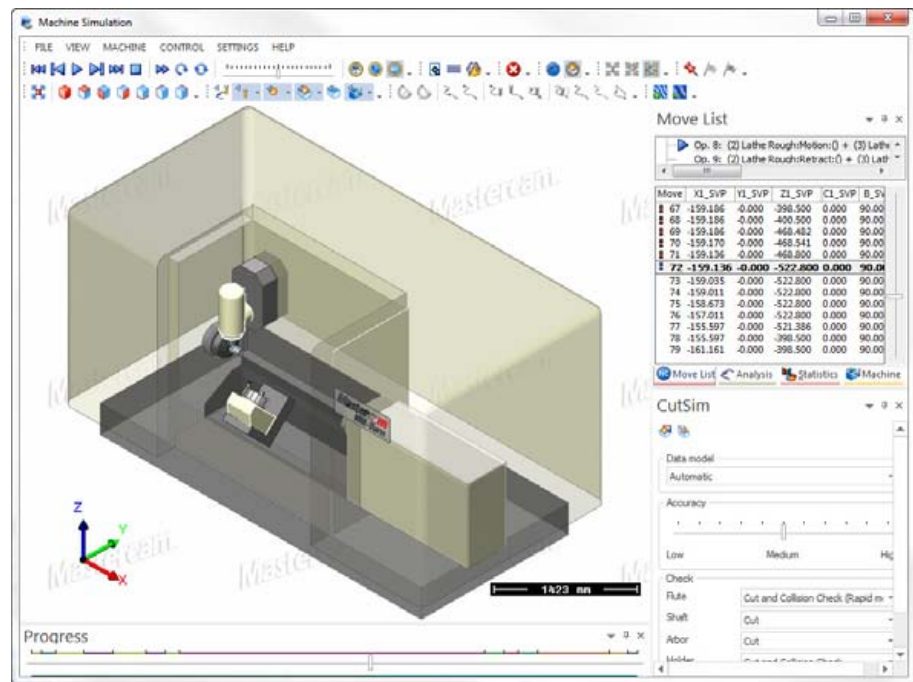 Machine Simulation
FILE VIEW MACHINE CONTROL SETTINGS HELP
Mastercam.
Mastercam.
Mastercam.
Mastercam.
Z
Y
X
1423 mm
Progress
Move List
Op. 8: (2) Lathe Rough:Motion:() + (3) Lath
Op. 9: (2) Lathe Rough:Retract:() + (3) Lat
Move X1_SVP Y1_SVP Z1_SVP C1_SVP B_SV
67 -159.186 -0.000 -398.500 0.000 90.00
68 -159.186 -0.000 -400.500 0.000 90.00
69 -159.186 -0.000 -468.482 0.000 90.00
70 -159.170 -0.000 -468.541 0.000 90.00
71 -159.136 -0.000 -468.800 0.000 90.00
72 -159.136 -0.000 -522.800 0.000 90.00
73 -159.035 -0.000 -522.800 0.000 90.00
74 -159.011 -0.000 -522.800 0.000 90.00
75 -158.673 -0.000 -522.800 0.000 90.00
76 -157.011 -0.000 -522.800 0.000 90.00
77 -155.597 -0.000 -521.386 0.000 90.00
78 -155.597 -0.000 -398.500 0.000 90.00
79 -161.161 -0.000 -398.500 0.000 90.00
Move List Analysis Statistics Machine
CutSim
Data model
Automatic
Accuracy
Low Medium Hig
Check
Flute Cut and Collision Check (Rapid m
Shaft Cut
Arbor Cut
Holder Cut and Collision Check